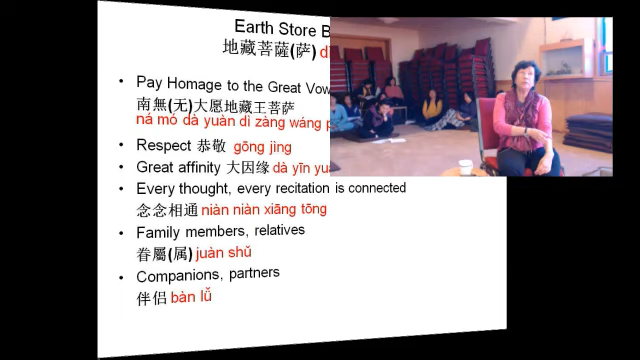 Earth Store B
地藏菩薩(萨) d
• Pay Homage to the Great Vow
南無(无)大愿地藏王菩萨
ná mó dà yuàn dì zàng wáng p
• Respect 恭敬 gōng jìng
• Great affinity 大因缘 dà yīn yu
• Every thought, every recitation is connected
念念相通 niàn niàn xiāng tōng
• Family members, relatives
眷屬(属) juàn shǔ
• Companions, partners
伴侣 bàn lǚ